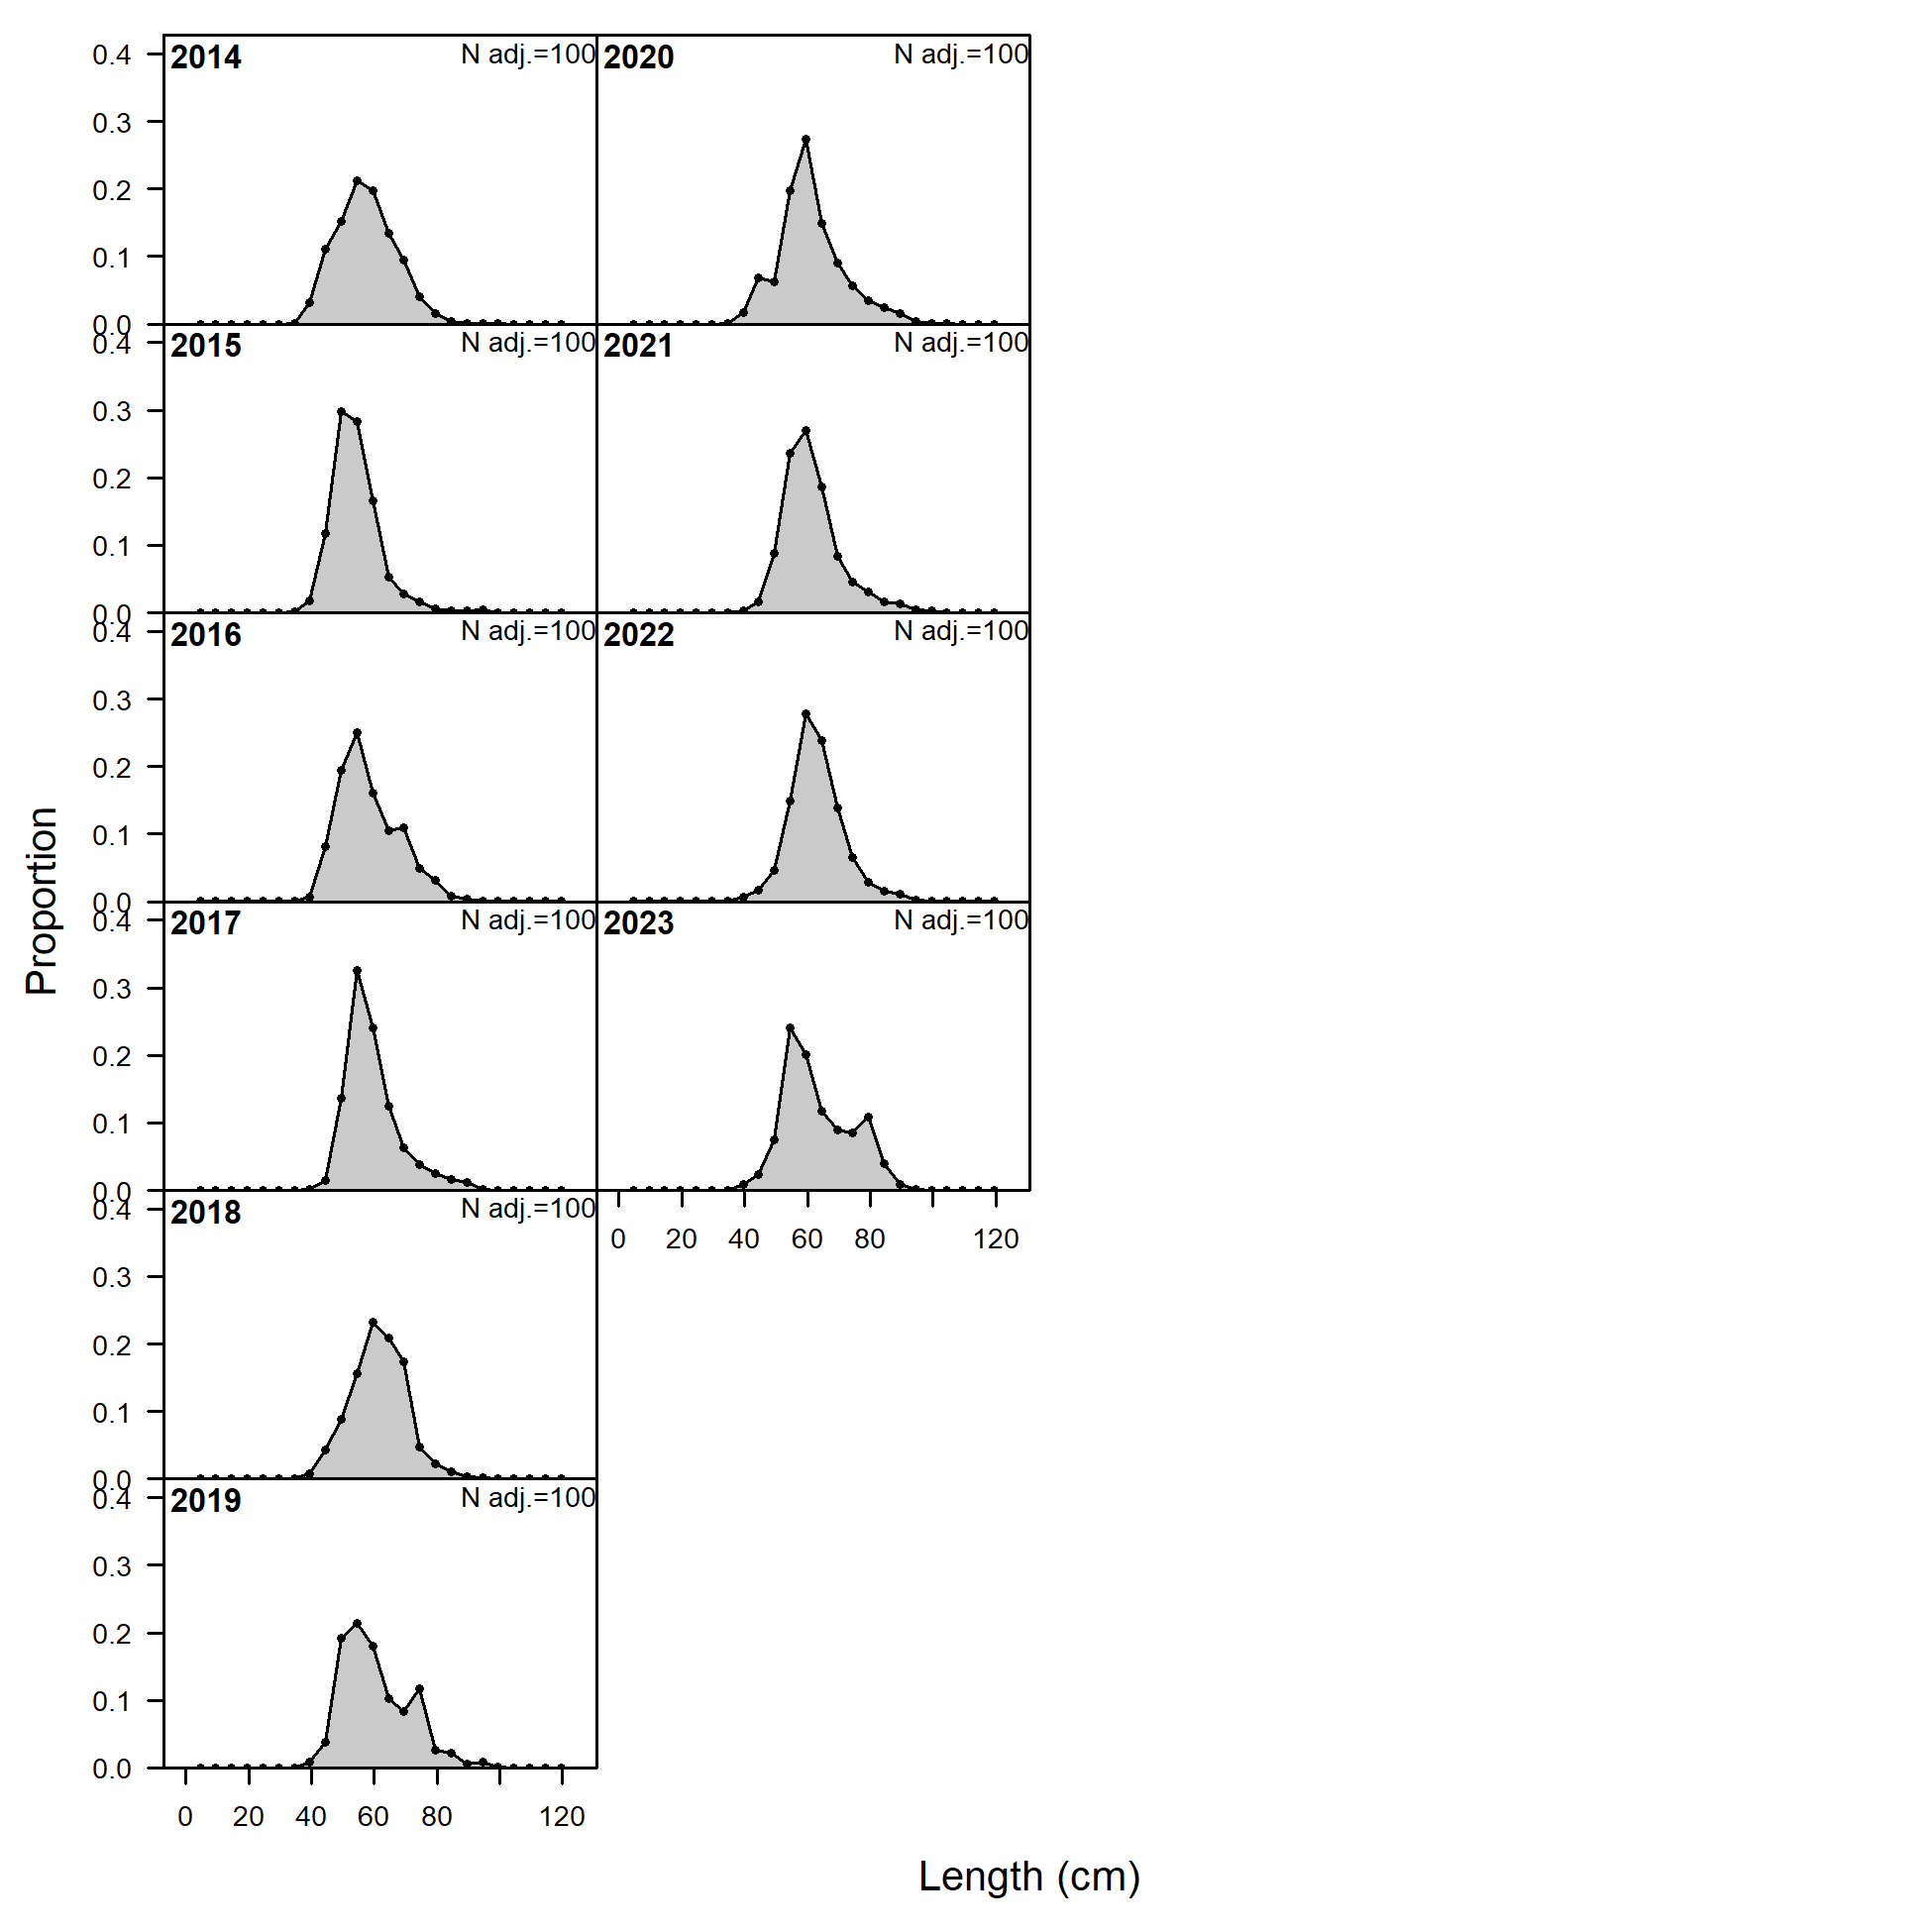 2014 N adj.=100
0.4
0.3
0.2
0.1
0.0
2020 N adj.=100
2015 N adj.=100
0.4
0.3
0.2
0.1
0.0
2021 N adj.=100
2016 N adj.=100
0.4
0.3
0.2
0.1
0.0
2022 N adj.=100
2017 N adj.=100
0.4
0.3
0.2
0.1
0.0
2023 N adj.=100
0 20 40 60 80 120
2018 N adj.=100
0.4
0.3
0.2
0.1
0.0
2019 N adj.=100
0.4
0.3
0.2
0.1
0.0
0 20 40 60 80 120
Proportion
Length (cm)